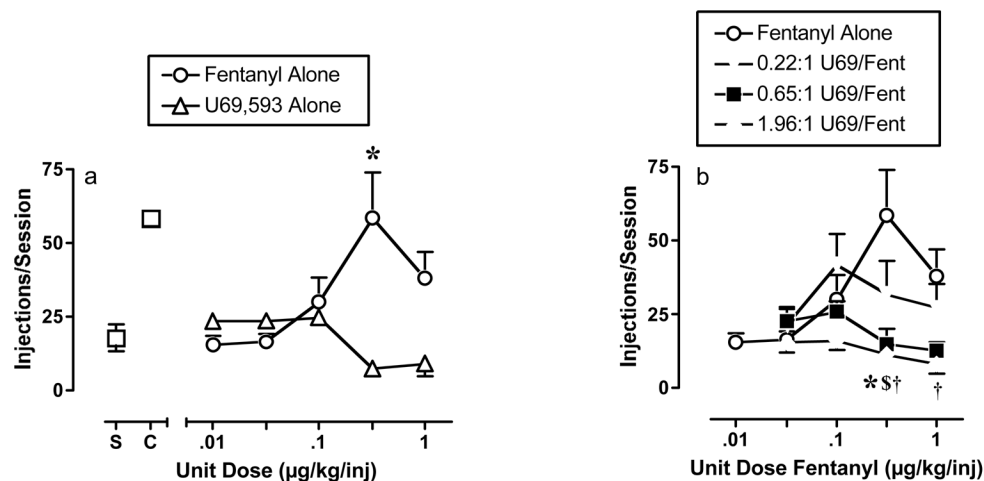 Fentanyl Alone
U69,593 Alone
a
*
75
50
25
0
Injections/Session
S C .01 .1 1
Unit Dose (µg/kg/inj)
Fentanyl Alone
0.22:1 U69/Fent
0.65:1 U69/Fent
1.96:1 U69/Fent
b
75
50
25
0
Injections/Session
*$† †
.01 .1 1
Unit Dose Fentanyl (µg/kg/inj)